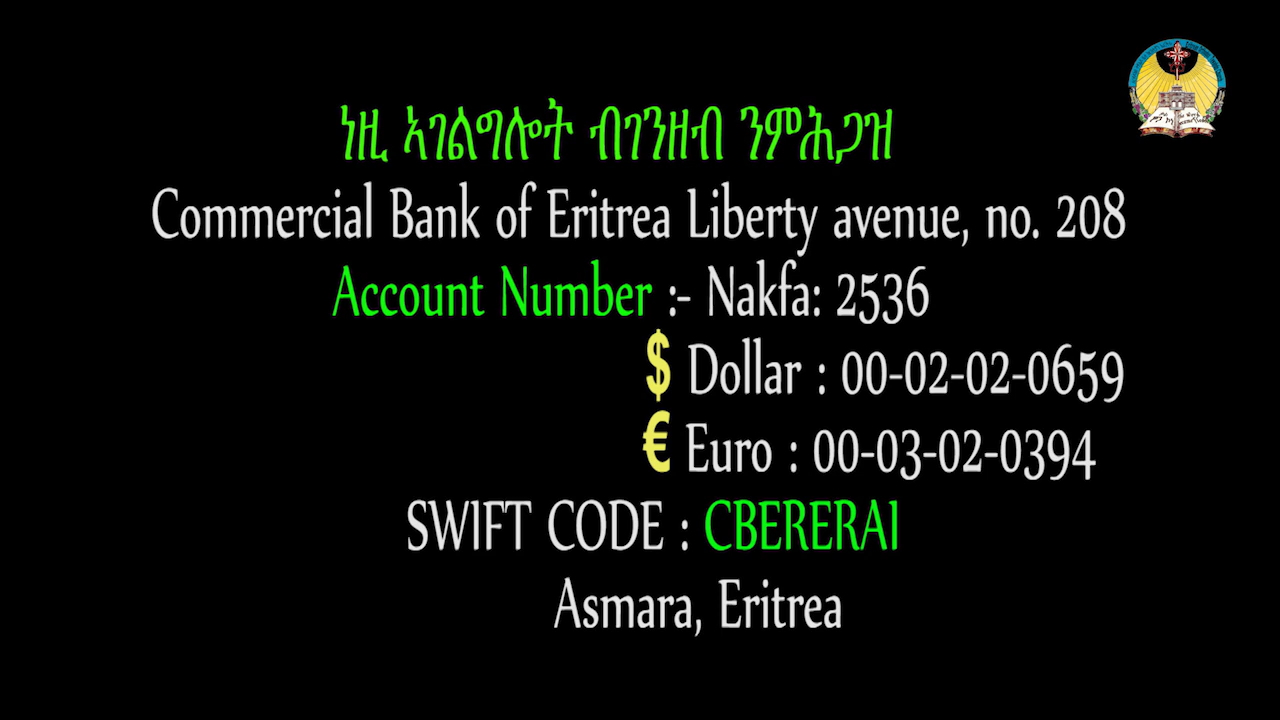 ነዚ ኣገልግሎት ብገንዘብ ንምሕጋዝ
Commercial Bank of Eritrea Liberty avenue, no. 208
Account Number :- Nakfa: 2536
$ Dollar : 00-02-02-0659
€ Euro : 00-03-02-0394
SWIFT CODE : CBERERAI
Asmara, Eritrea